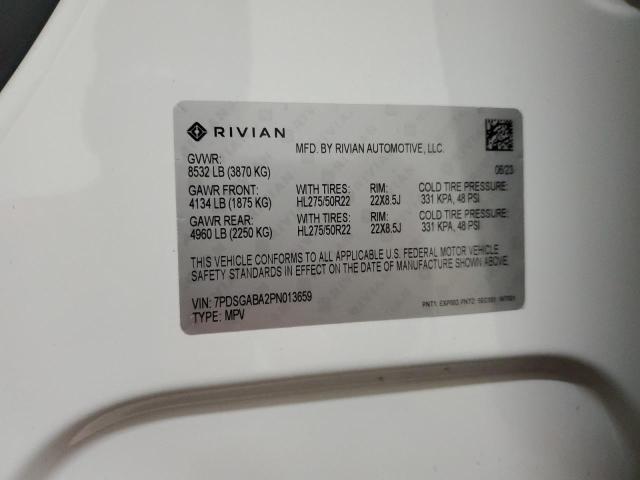 RIVIAN
MFD. BY RIVIAN AUTOMOTIVE, LLC.
GVWR:
8532 LB (3870 KG) 06/23
GAWR FRONT: WITH TIRES: RIM: COLD TIRE PRESSURE:
4134 LB (1875 KG) HL275/50R22 22X8.5J 331 KPA, 48 PSI
GAWR REAR: WITH TIRES: RIM: COLD TIRE PRESSURE:
4960 LB (2250 KG) HL275/50R22 22X8.5J 331 KPA, 48 PSI
THIS VEHICLE CONFORMS TO ALL APPLICABLE U.S. FEDERAL MOTOR VEHICLE
SAFETY STANDARDS IN EFFECT ON THE DATE OF MANUFACTURE SHOWN ABOVE.
VIN: 7PDSGABA2PN013659
TYPE: MPV
PNT1: PNT2: